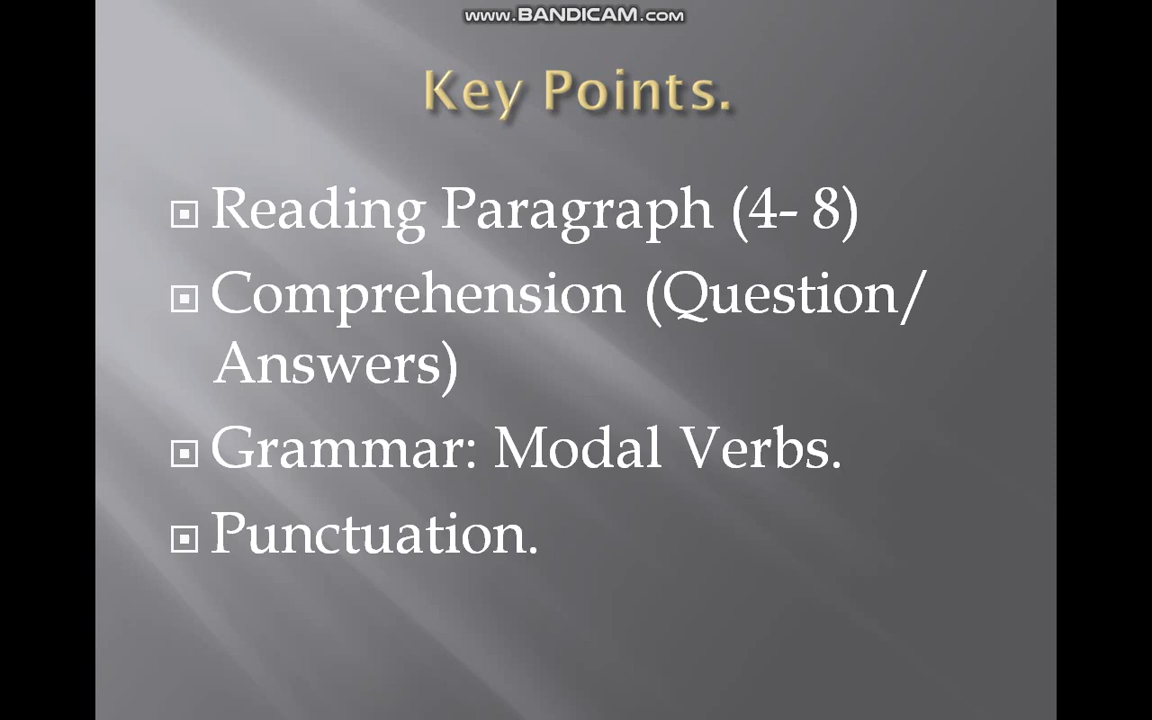 www.BANDICAM.com
Key Points.
Reading Paragraph (4- 8)
Comprehension (Question/
Answers)
Grammar: Modal Verbs.
Punctuation.